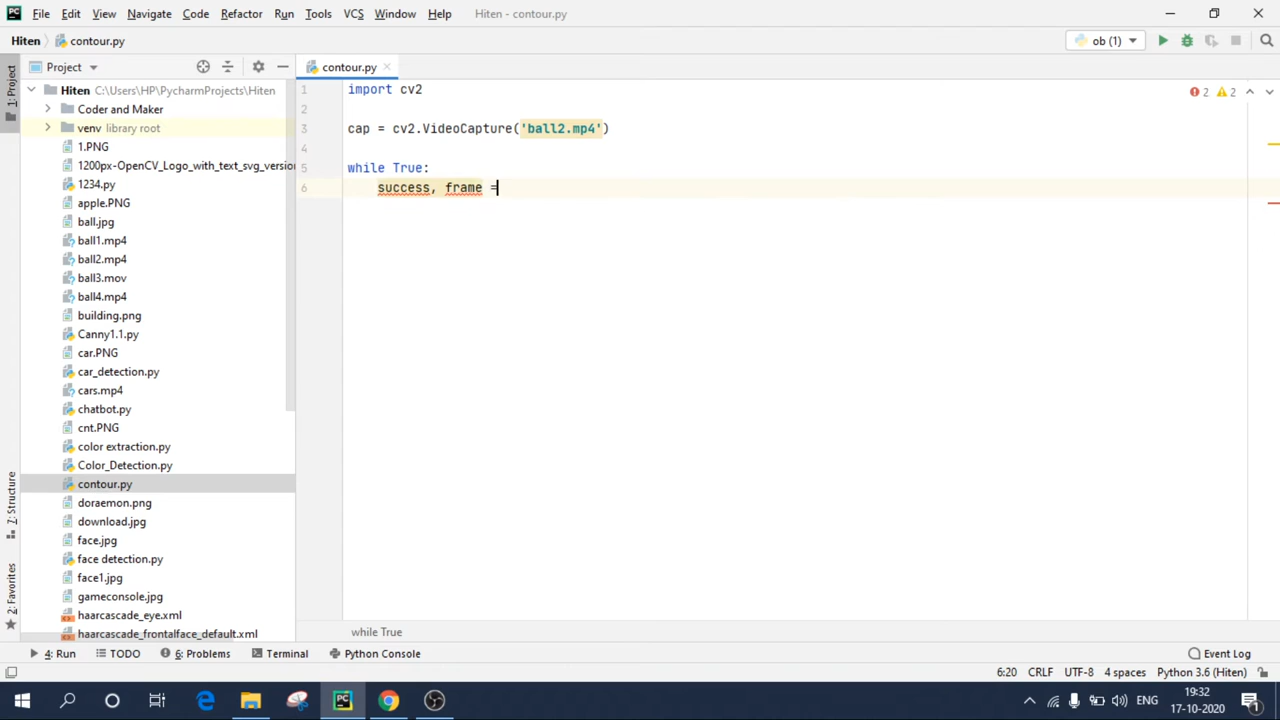 File Edit View Navigate Code Refactor Run Tools VCS Window Help Hiten - contour.py
Hiten contour.py ob (1)
1: Project
Project
contour.py
Hiten C:\Users\HP\PycharmProjects\Hiten
Coder and Maker
venv library root
1.PNG
1200px-OpenCV_Logo_with_text_svg_versio
1234.py
apple.PNG
ball.jpg
ball1.mp4
ball2.mp4
ball3.mov
ball4.mp4
building.png
Canny1.1.py
car.PNG
car_detection.py
cars.mp4
chatbot.py
cnt.PNG
color extraction.py
Color_Detection.py
contour.py
doraemon.png
download.jpg
face.jpg
face detection.py
face1.jpg
gameconsole.jpg
haarcascade_eye.xml
haarcascade_frontalface_default.xml
1 import cv2
2
3 cap = cv2.VideoCapture('ball2.mp4')
4
5 while True:
6 success, frame =
2 2
while True
7: Structure
2: Favorites
4: Run TODO 6: Problems Terminal Python Console Event Log
6:20 CRLF UTF-8 4 spaces Python 3.6 (Hiten)
ENG
19:32
17-10-2020
1